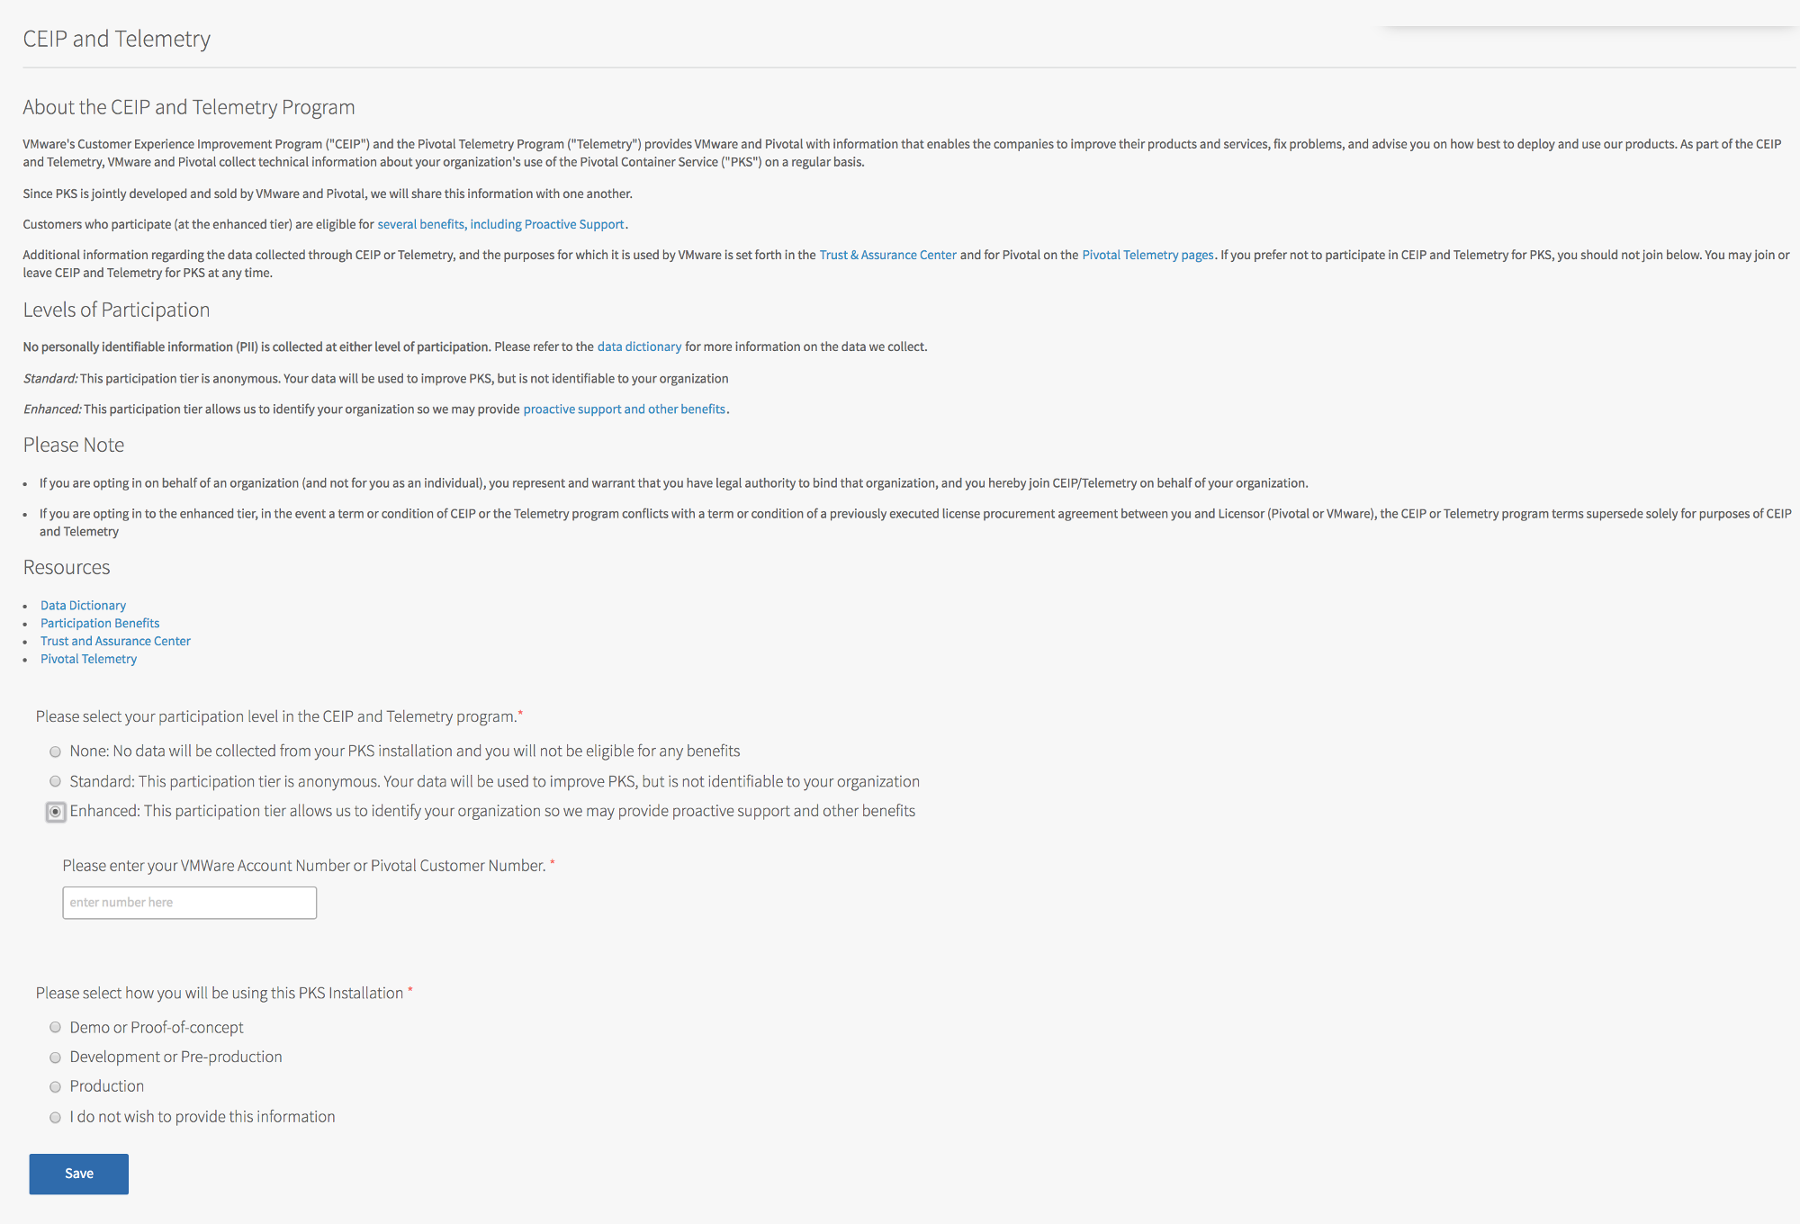 CEIP and Telemetry
About the CEIP and Telemetry Program
VMware's Customer Experience Improvement Program ("CEIP") and the Pivotal Telemetry Program ("Telemetry") provides VMware and Pivotal with information that enables the companies to improve their products and services, fix problems, and advise you on how best to deploy and use our products. As part of the CEIP
and Telemetry, VMware and Pivotal collect technical information about your organization's use of the Pivotal Container Service ("PKS") on a regular basis.
Since PKS is jointly developed and sold by VMware and Pivotal, we will share this information with one another.
Customers who participate (at the enhanced tier) are eligible for several benefits, including Proactive Support.
Additional information regarding the data collected through CEIP or Telemetry, and the purposes for which it is used by VMware is set forth in the Trust & Assurance Center and for Pivotal on the Pivotal Telemetry pages. If you prefer not to participate in CEIP and Telemetry for PKS, you should not join below. You may join or
leave CEIP and Telemetry for PKS at any time.
Levels of Participation
No personally identifiable information (PII) is collected at either level of participation. Please refer to the data dictionary for more information on the data we collect.
Standard: This participation tier is anonymous. Your data will be used to improve PKS, but is not identifiable to your organization
Enhanced: This participation tier allows us to identify your organization so we may provide proactive support and other benefits.
Please Note
• If you are opting in on behalf of an organization (and not for you as an individual), you represent and warrant that you have legal authority to bind that organization, and you hereby join CEIP/Telemetry on behalf of your organization.
• If you are opting in to the enhanced tier, in the event a term or condition of CEIP or the Telemetry program conflicts with a term or condition of a previously executed license procurement agreement between you and Licensor (Pivotal or VMware), the CEIP or Telemetry program terms supersede solely for purposes of CEIP
and Telemetry
Resources
• Data Dictionary
• Participation Benefits
• Trust and Assurance Center
• Pivotal Telemetry
Please select your participation level in the CEIP and Telemetry program.*
None: No data will be collected from your PKS installation and you will not be eligible for any benefits
Standard: This participation tier is anonymous. Your data will be used to improve PKS, but is not identifiable to your organization
Enhanced: This participation tier allows us to identify your organization so we may provide proactive support and other benefits
Please enter your VMWare Account Number or Pivotal Customer Number. *
enter number here
Please select how you will be using this PKS Installation *
Demo or Proof-of-concept
Development or Pre-production
Production
I do not wish to provide this information
Save